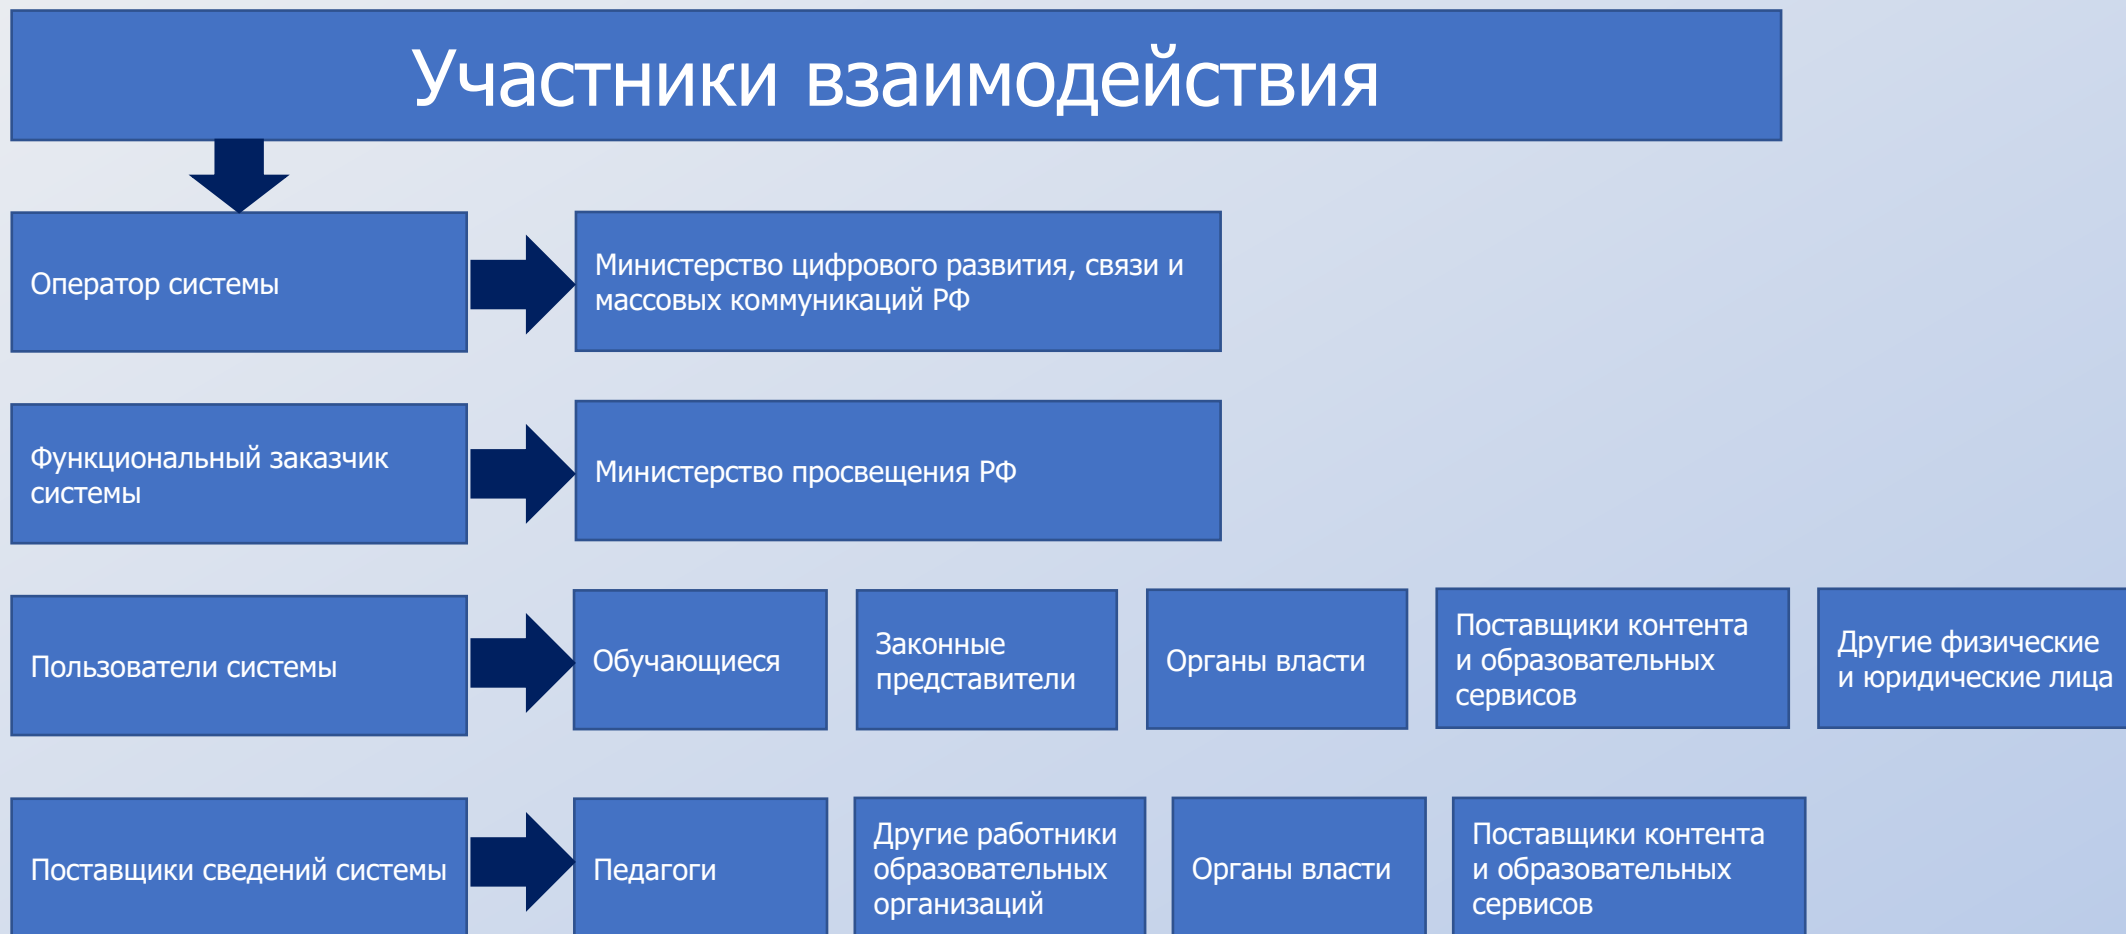 Участники взаимодействия
Оператор системы
Министерство цифрового развития, связи и
массовых коммуникаций РФ
Функциональный заказчик
системы
Министерство просвещения РФ
Пользователи системы
Обучающиеся
Законные
представители
Органы власти
Поставщики контента
и образовательных
сервисов
Другие физические
и юридические лица
Поставщики сведений системы
Педагоги
Другие работники
образовательных
организаций
Органы власти
Поставщики контента
и образовательных
сервисов